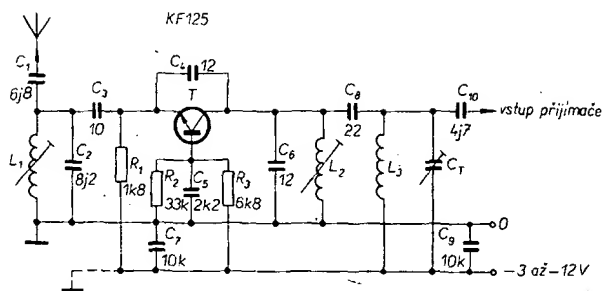 KF125
C1
6j8
C3
10
C4
12
T
C8
22
C10
4j7
vstup přijímače
L1
C2
8j2
R1
1k8
R2
33k
C5
2k2
R3
6k8
C6
12
L2
L3
CT
0
C7
10k
C9
10k
-3 až -12V